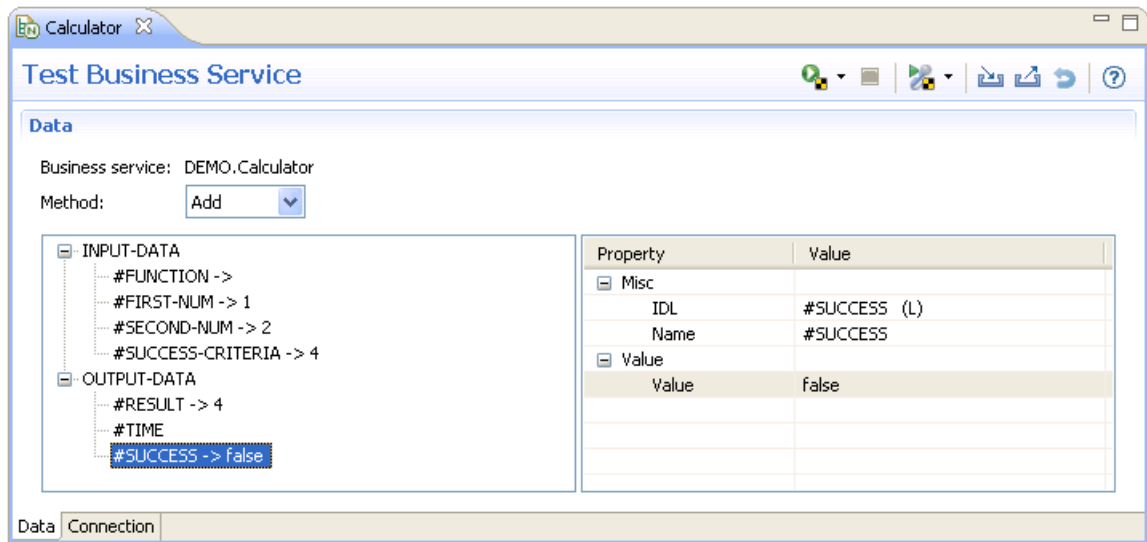 Calculator
Test Business Service
Data
Business service: DEMO.Calculator
Method: Add
INPUT-DATA
#FUNCTION ->
#FIRST-NUM -> 1
#SECOND-NUM -> 2
#SUCCESS-CRITERIA -> 4
OUTPUT-DATA
#RESULT -> 4
#TIME
#SUCCESS -> false
Property Value
Misc
IDL #SUCCESS (L)
Name #SUCCESS
Value
Value false
Data Connection